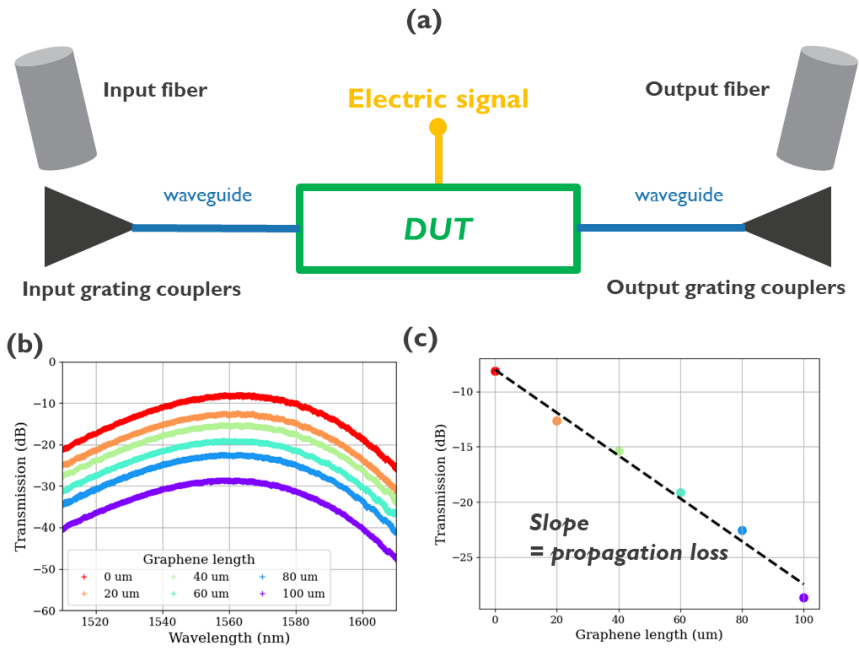 (a)
Input fiber
Output fiber
Electric signal
waveguide
waveguide
DUT
Input grating couplers
Output grating couplers
(b)
(c)
0
−10
−20
−30
−40
−50
−60
Transmission (dB)
Graphene length
0 um
40 um
80 um
20 um
60 um
100 um
1520
1540
1560
1580
1600
Wavelength (nm)
−10
−15
−20
−25
Transmission (dB)
Slope
= propagation loss
0
20
40
60
80
100
Graphene length (um)